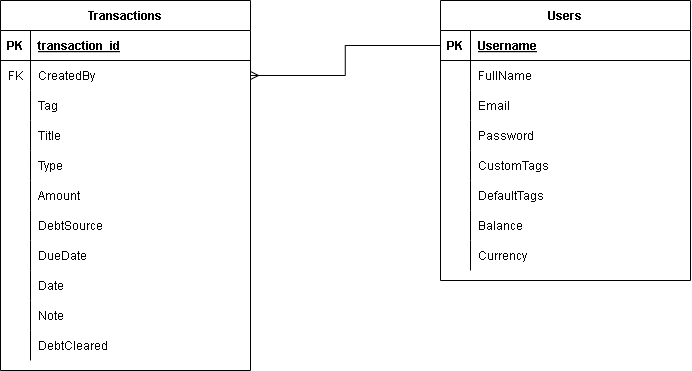 Transactions
PK transaction_id
FK CreatedBy
Tag
Title
Type
Amount
DebtSource
DueDate
Date
Note
DebtCleared
Users
PK Username
FullName
Email
Password
CustomTags
DefaultTags
Balance
Currency